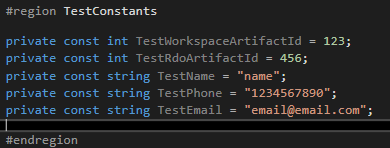 #region TestConstants
private const int TestWorkspaceArtifactId = 123;
private const int TestRdoArtifactId = 456;
private const string TestName = "name";
private const string TestPhone = "1234567890";
private const string TestEmail = "email@email.com";
#endregion